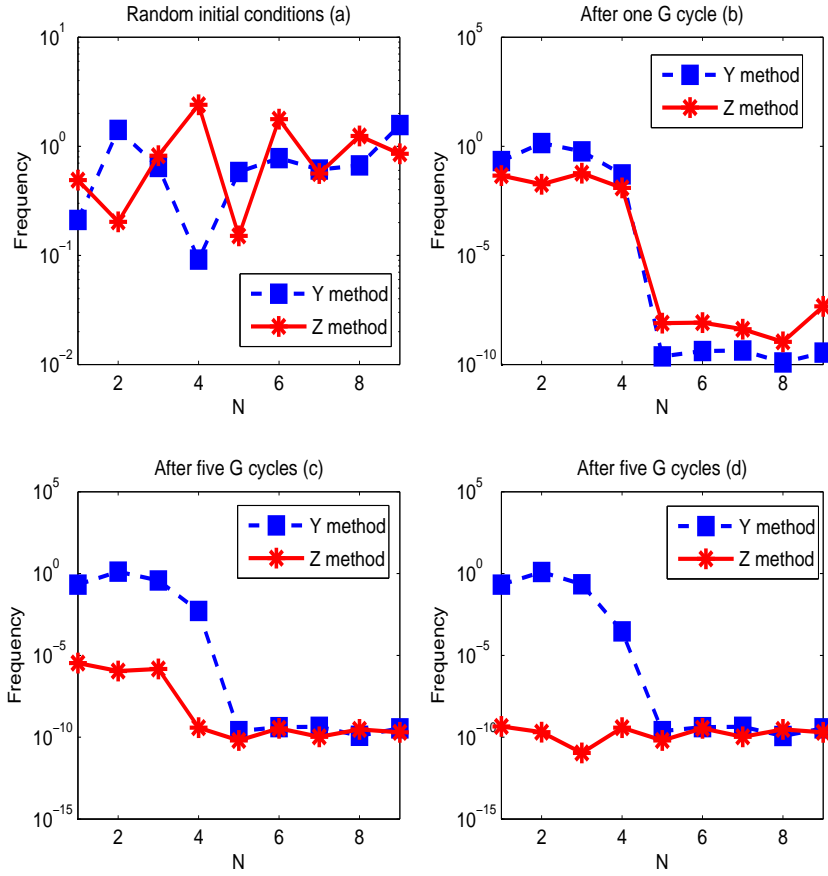 Random initial conditions (a)
10^1
10^0
10^-1
10^-2
Frequency
2 4 6 8
N
Y method
Z method
After one G cycle (b)
10^5
10^0
10^-5
10^-10
Frequency
2 4 6 8
N
Y method
Z method
After five G cycles (c)
10^5
10^0
10^-5
10^-10
10^-15
Frequency
2 4 6 8
N
Y method
Z method
After five G cycles (d)
10^5
10^0
10^-5
10^-10
10^-15
Frequency
2 4 6 8
N
Y method
Z method